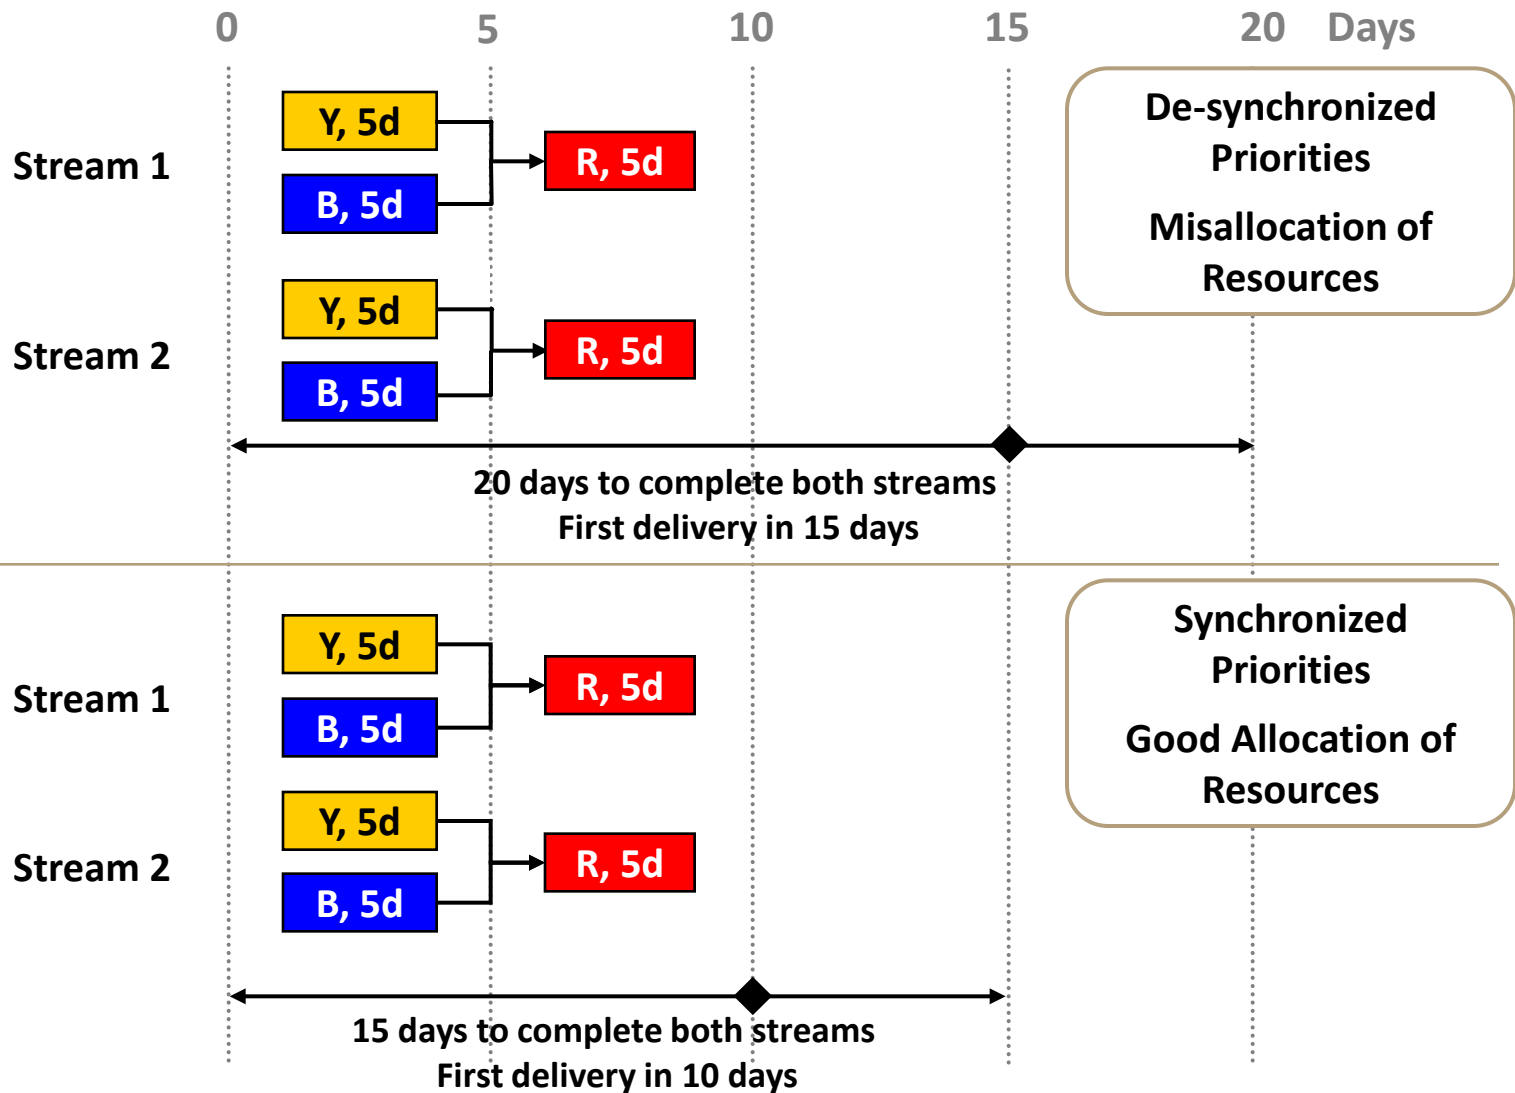 0 5 10 15 20 Days
Stream 1
Y, 5d
B, 5d
R, 5d
Stream 2
Y, 5d
B, 5d
R, 5d
De-synchronized
Priorities
Misallocation of
Resources
20 days to complete both streams
First delivery in 15 days
Stream 1
Y, 5d
B, 5d
R, 5d
Stream 2
Y, 5d
B, 5d
R, 5d
Synchronized
Priorities
Good Allocation of
Resources
15 days to complete both streams
First delivery in 10 days